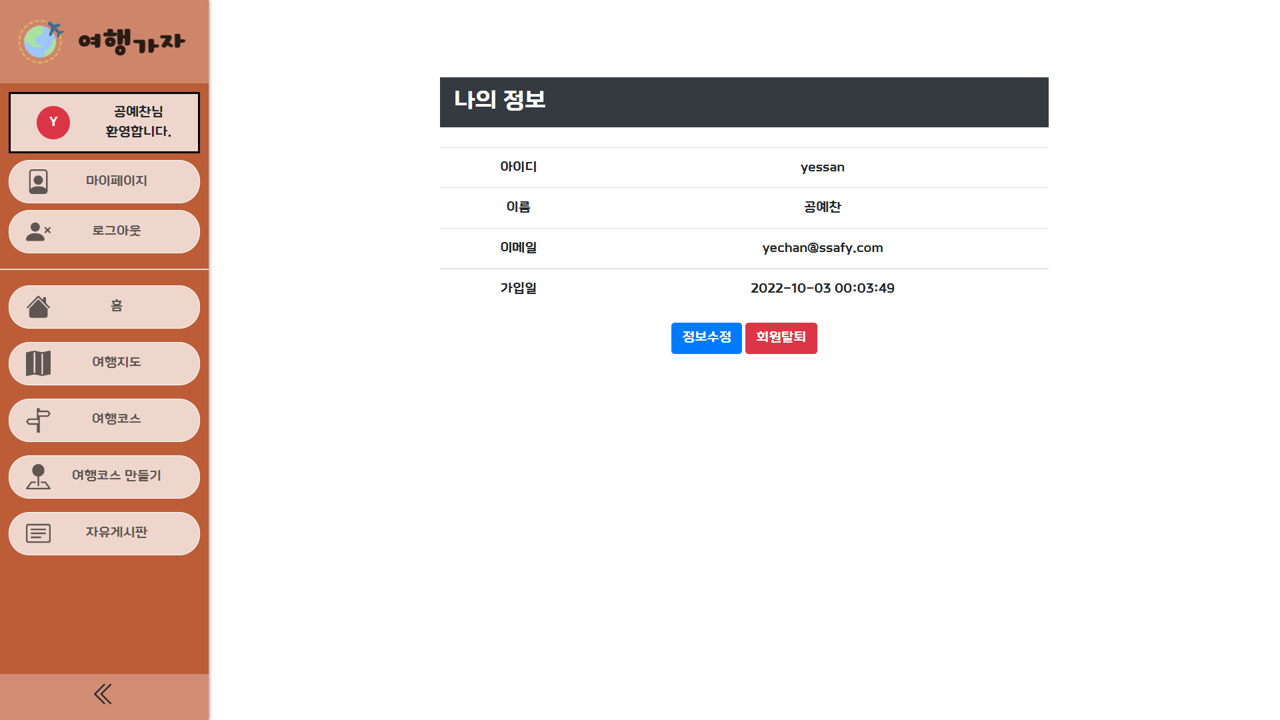 여행가자
Y
공예찬님
환영합니다.
마이페이지
로그아웃
홈
여행지도
여행코스
여행코스 만들기
자유게시판
나의 정보
아이디 yessan
이름 공예찬
이메일 yechan@ssafy.com
가입일 2022-10-03 00:03:49
정보수정 회원탈퇴